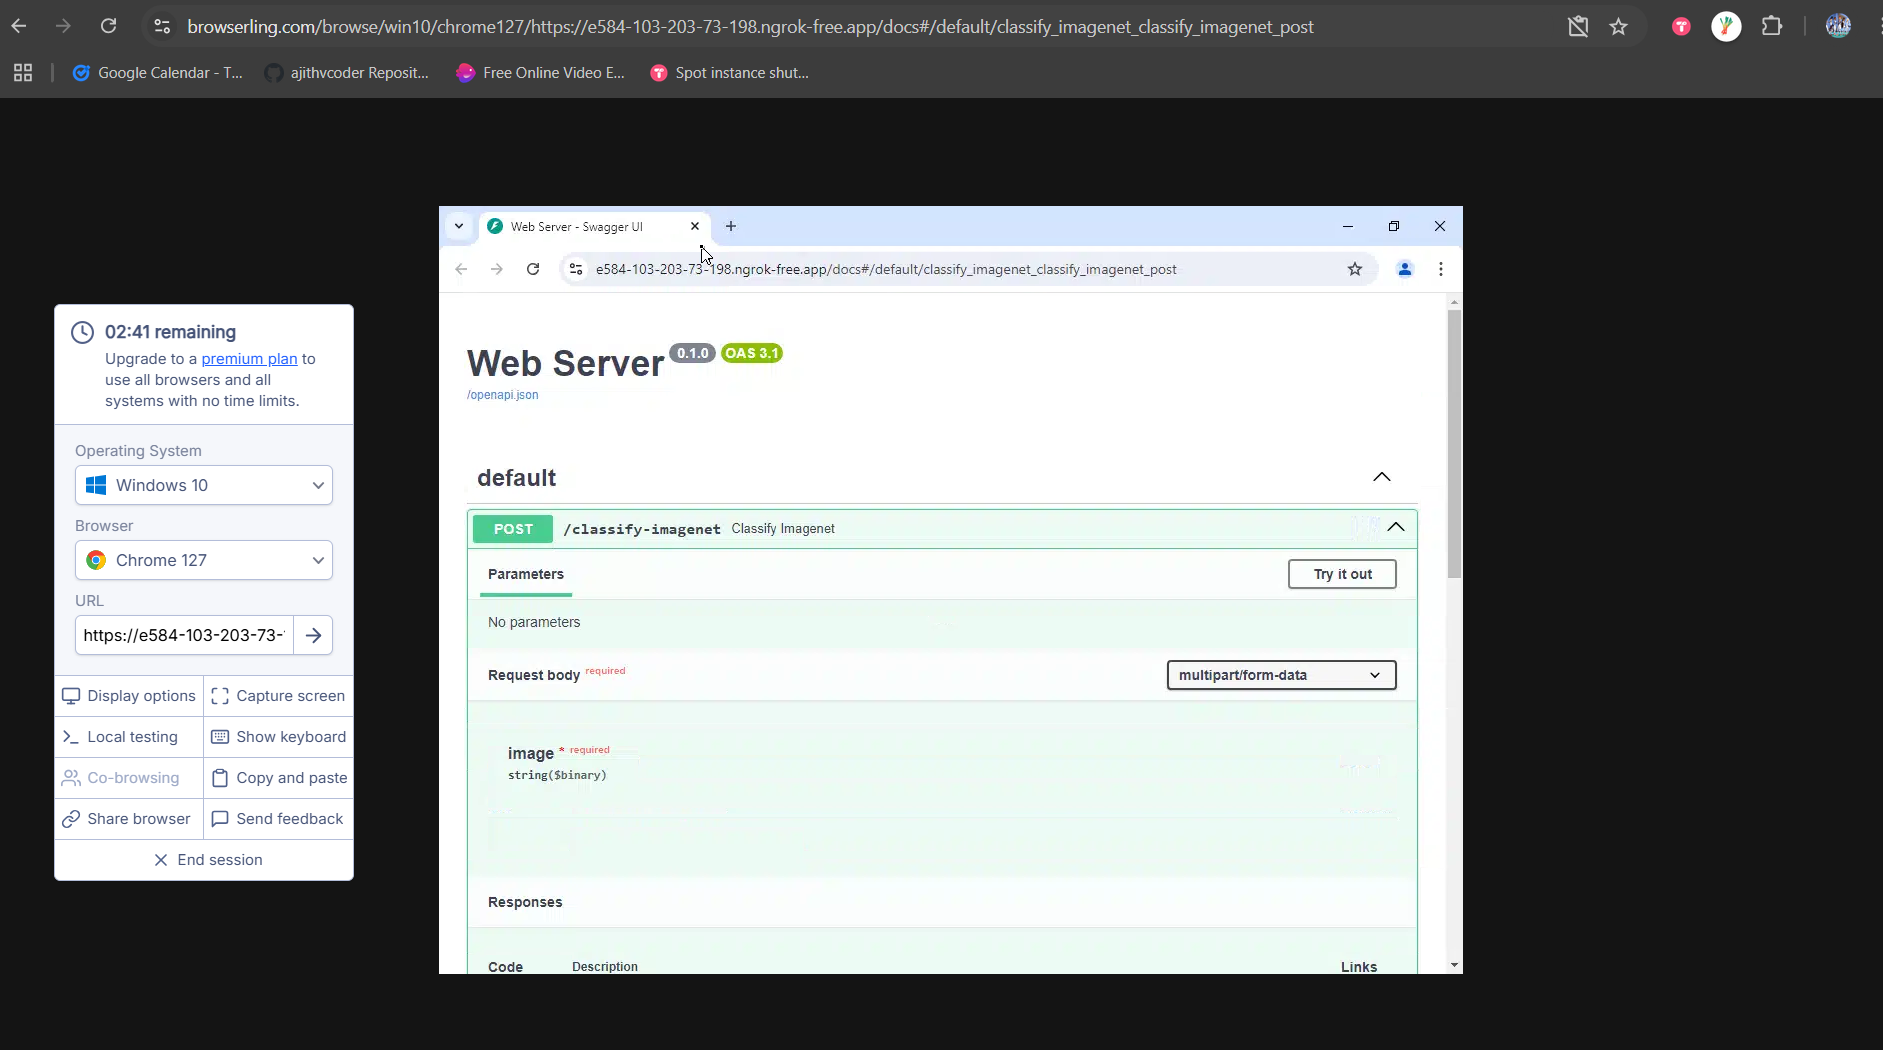 browserling.com/browse/win10/chrome127/https://e584-103-203-73-198.ngrok-free.app/docs#/default/classify_imagenet_classify_imagenet_post
Google Calendar - T...
ajithvcoder Reposit...
Free Online Video E...
Spot instance shut...
02:41 remaining
Upgrade to a premium plan to
use all browsers and all
systems with no time limits.
Operating System
Windows 10
Browser
Chrome 127
URL
https://e584-103-203-73-
Display options
Capture screen
Local testing
Show keyboard
Co-browsing
Copy and paste
Share browser
Send feedback
End session
Web Server - Swagger UI
e584-103-203-73-198.ngrok-free.app/docs#/default/classify_imagenet_classify_imagenet_post
Web Server 0.1.0 OAS 3.1
/openapi.json
default
POST /classify-imagenet Classify Imagenet
Parameters
Try it out
No parameters
Request body required
multipart/form-data
image * required
string($binary)
Responses
Code Description Links